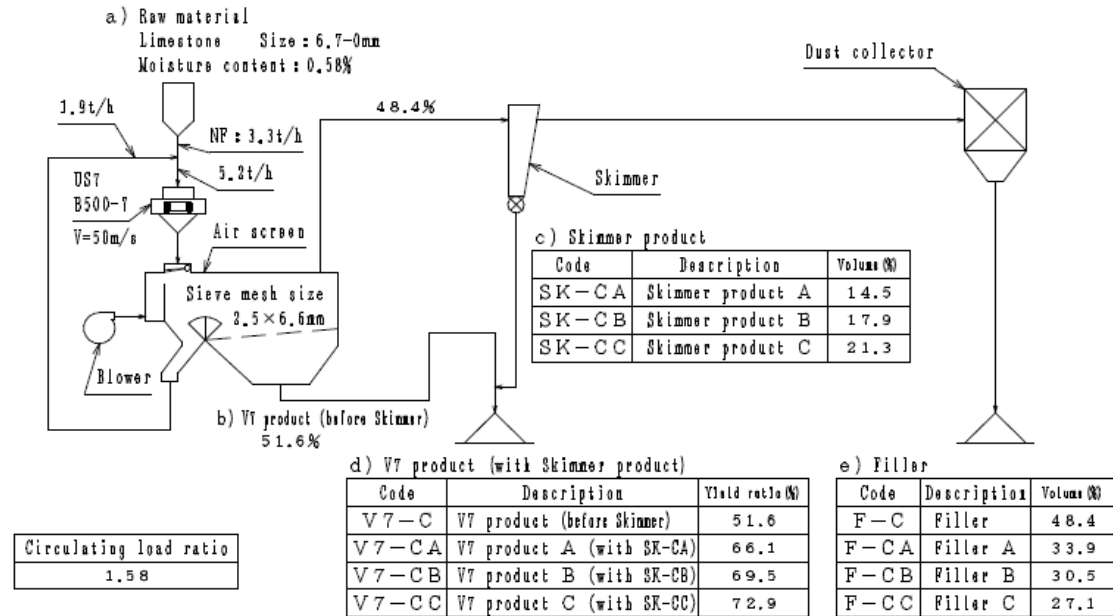 a) Raw material
Limestone Size : 6.7-0mm
Moisture content : 0.58%
Dust collector
1.9t/h
48.4%
NF : 3.3t/h
5.2t/h
Skimmer
US7
B500-7
V=50m/s
Air screen
Sieve mesh size
2.5×6.6mm
Blower
b) V7 product (before Skimmer)
51.6%
c) Skimmer product
Code Description Volume (%)
SK-CA Skimmer product A 14.5
SK-CB Skimmer product B 17.9
SK-CC Skimmer product C 21.3
d) V7 product (with Skimmer product)
Code Description Yield ratio (%)
V7-C V7 product (before Skimmer) 51.6
V7-CA V7 product A (with SK-CA) 66.1
V7-CB V7 product B (with SK-CB) 69.5
V7-CC V7 product C (with SK-CC) 72.9
e) Filler
Code Description Volume (%)
F-C Filler 48.4
F-CA Filler A 33.9
F-CB Filler B 30.5
F-CC Filler C 27.1
Circulating load ratio
1.58